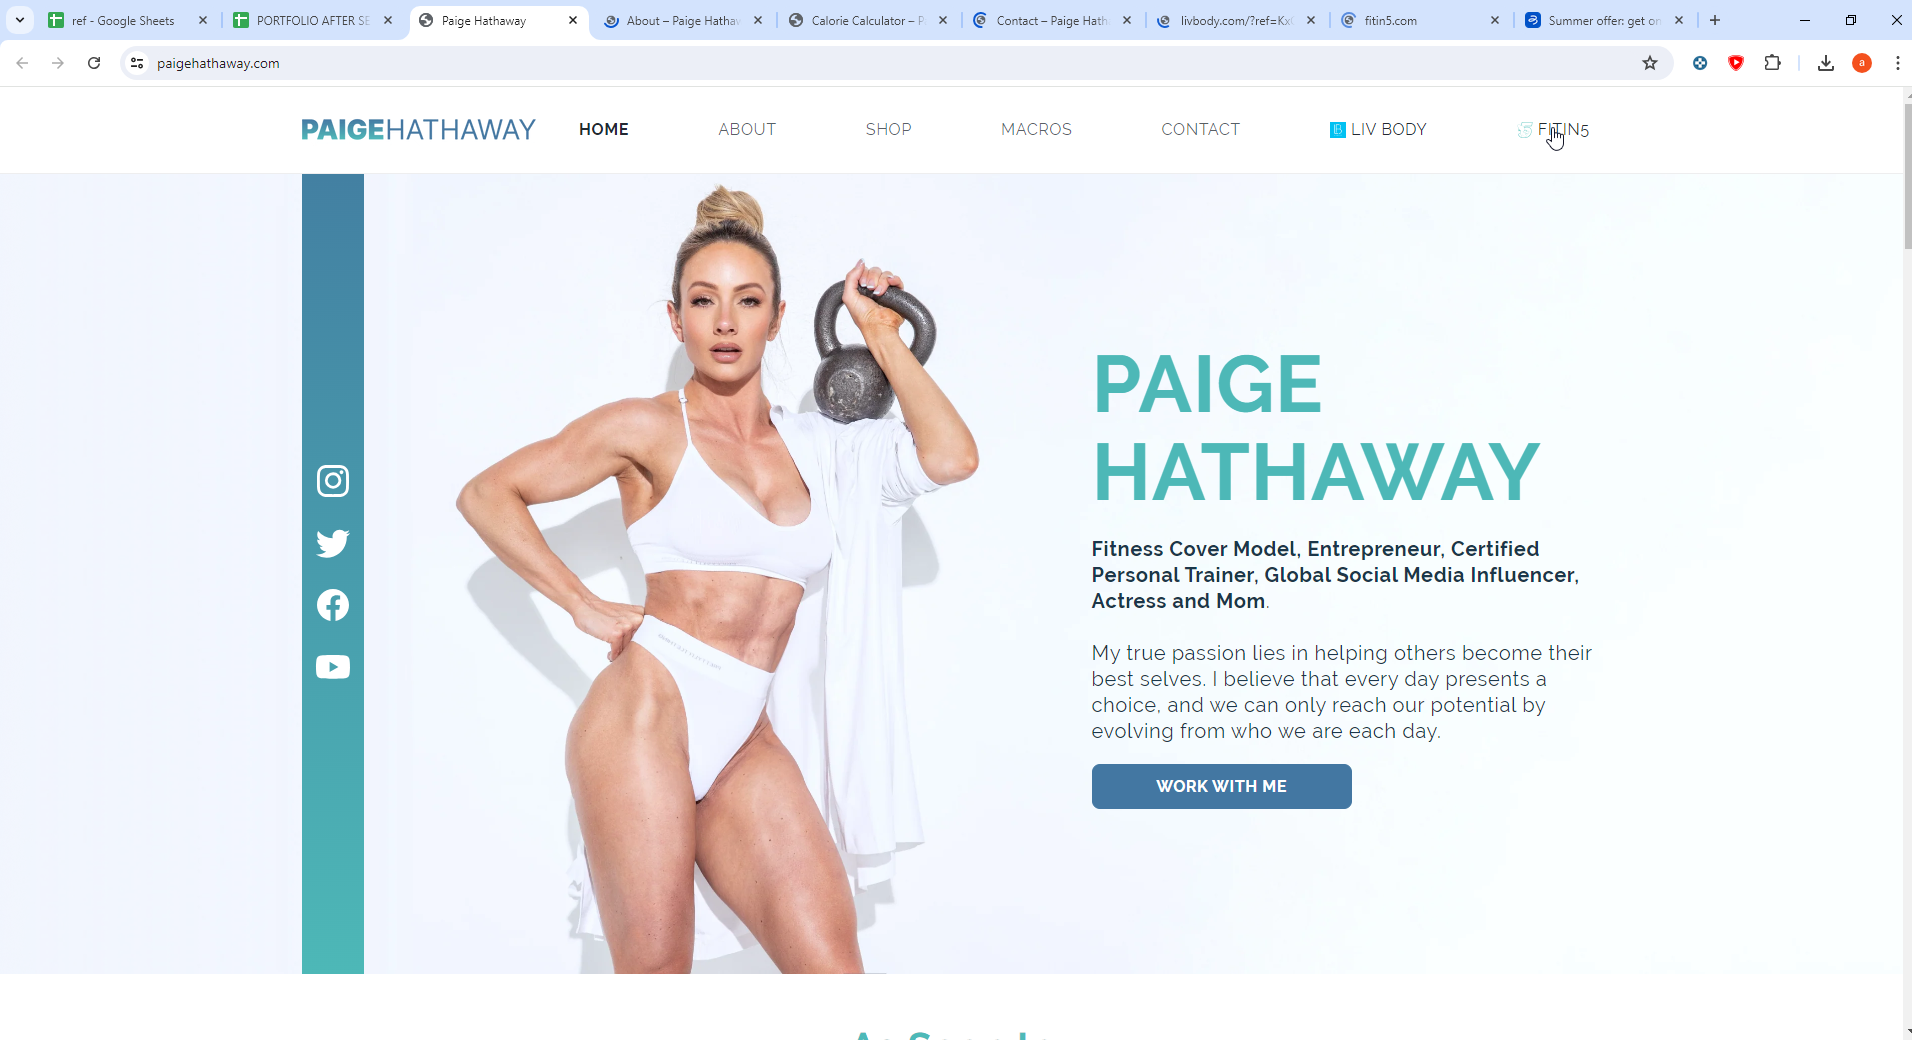 ref - Google Sheets
PORTFOLIO AFTER SE
Paige Hathaway
About – Paige Hathaw
Calorie Calculator – P
Contact – Paige Hath
livbody.com/?ref=Kx
fitin5.com
Summer offer: get on
paigehathaway.com
a
PAIGEHATHAWAY
HOME
ABOUT
SHOP
MACROS
CONTACT
LIV BODY
FITIN5
PAIGE
HATHAWAY
Fitness Cover Model, Entrepreneur, Certified
Personal Trainer, Global Social Media Influencer,
Actress and Mom.
My true passion lies in helping others become their
best selves. I believe that every day presents a
choice, and we can only reach our potential by
evolving from who we are each day.
WORK WITH ME